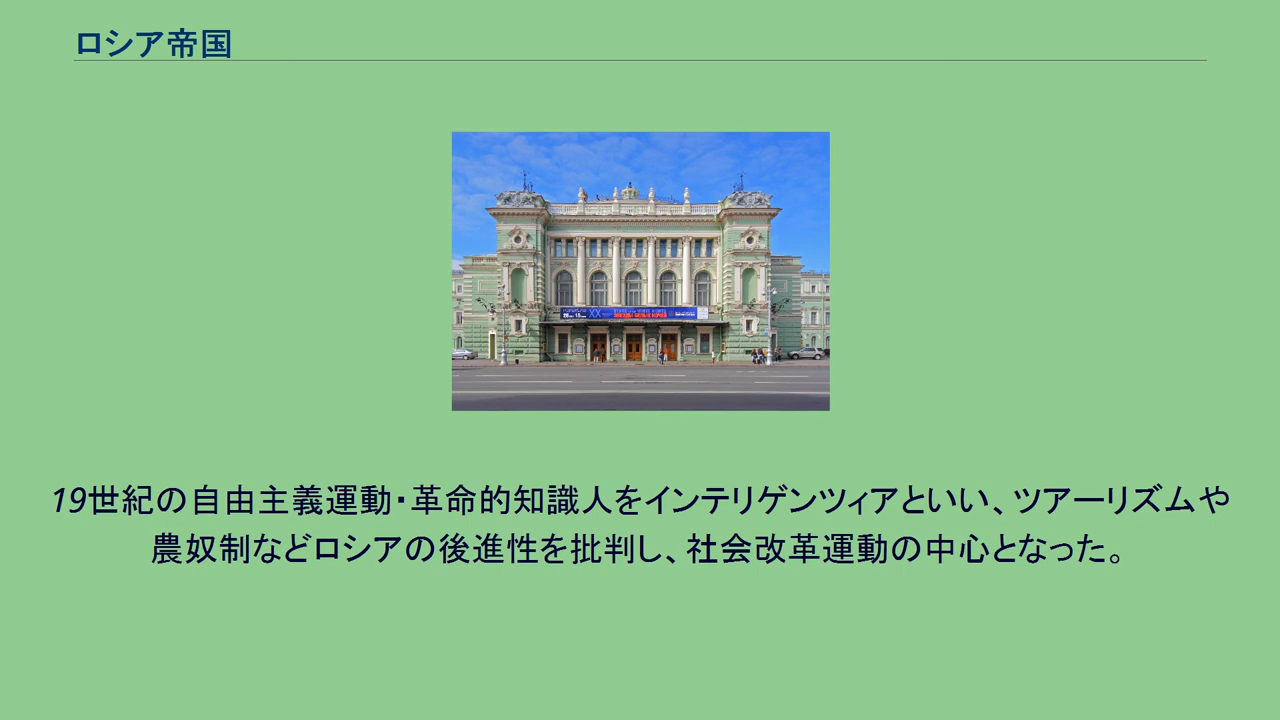 ロシア帝国
XX
19世紀の自由主義運動・革命的知識人をインテリゲンツィアといい、ツアーリズムや
農奴制などロシアの後進性を批判し、社会改革運動の中心となった。